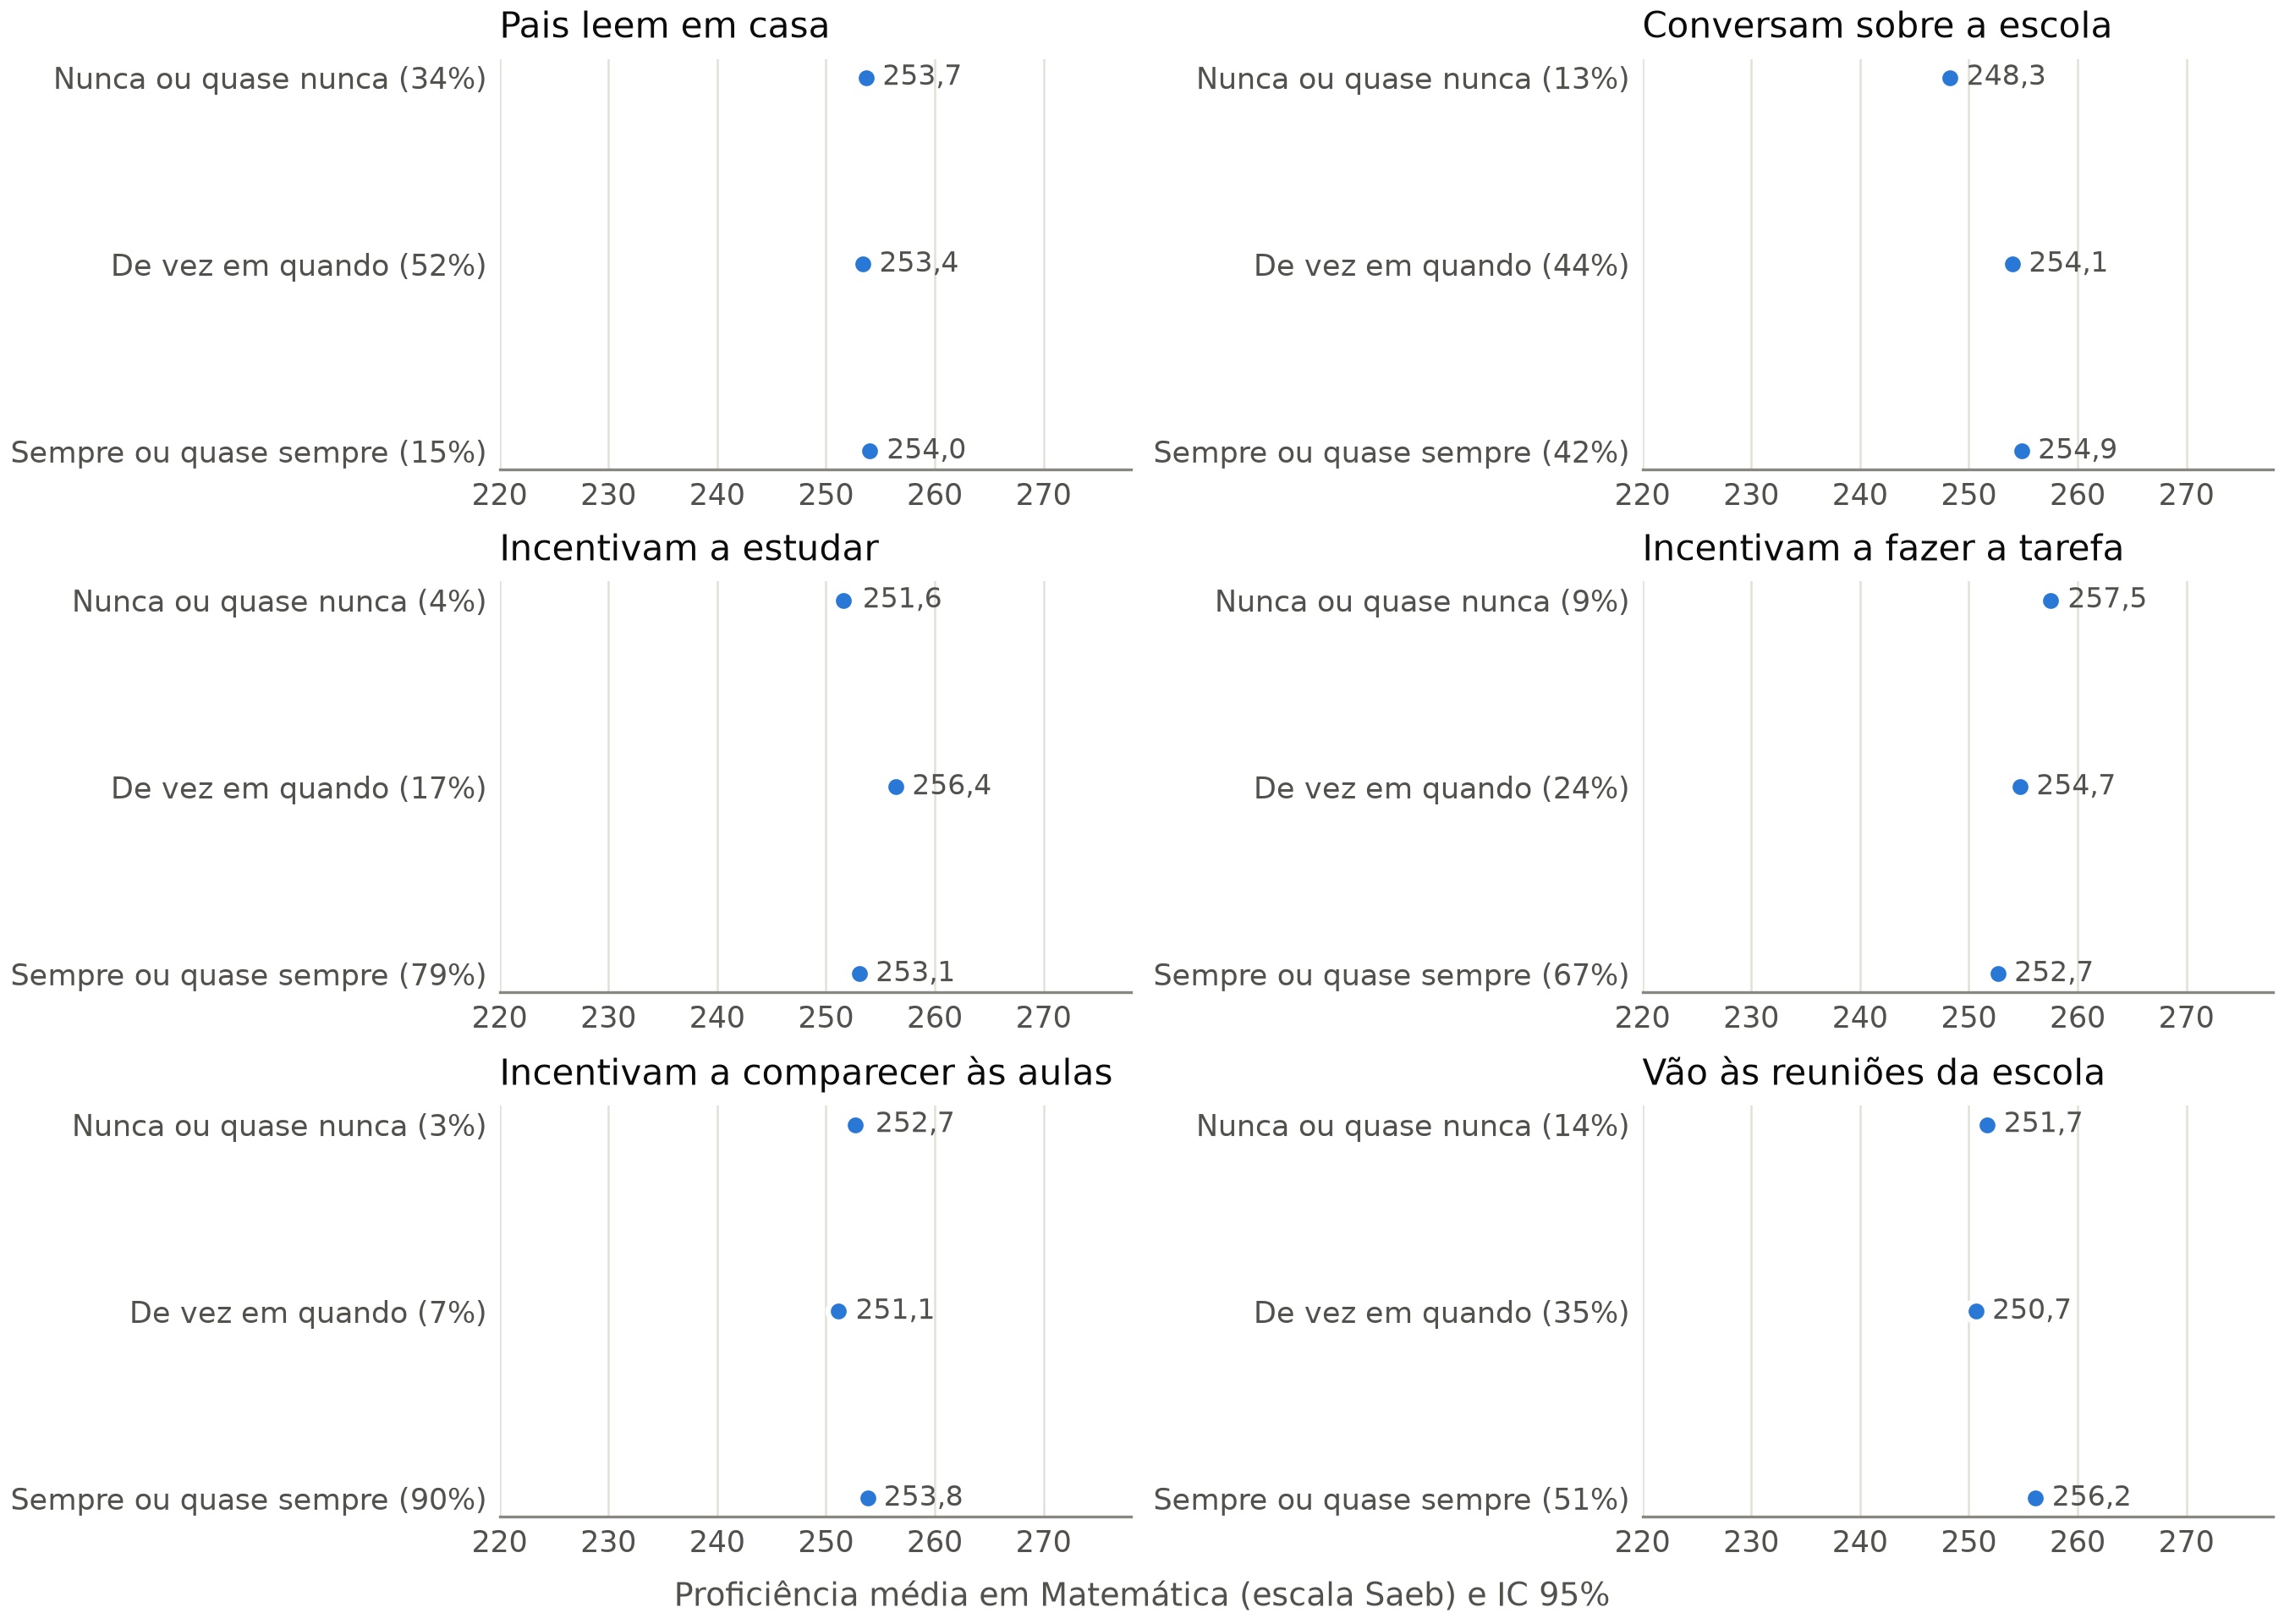 Pais leem em casa
Nunca ou quase nunca (34%)
253,7
De vez em quando (52%)
253,4
Sempre ou quase sempre (15%)
254,0
220 230 240 250 260 270
Conversam sobre a escola
Nunca ou quase nunca (13%)
248,3
De vez em quando (44%)
254,1
Sempre ou quase sempre (42%)
254,9
220 230 240 250 260 270
Incentivam a estudar
Nunca ou quase nunca (4%)
251,6
De vez em quando (17%)
256,4
Sempre ou quase sempre (79%)
253,1
220 230 240 250 260 270
Incentivam a fazer a tarefa
Nunca ou quase nunca (9%)
257,5
De vez em quando (24%)
254,7
Sempre ou quase sempre (67%)
252,7
220 230 240 250 260 270
Incentivam a comparecer às aulas
Nunca ou quase nunca (3%)
252,7
De vez em quando (7%)
251,1
Sempre ou quase sempre (90%)
253,8
220 230 240 250 260 270
Vão às reuniões da escola
Nunca ou quase nunca (14%)
251,7
De vez em quando (35%)
250,7
Sempre ou quase sempre (51%)
256,2
220 230 240 250 260 270
Proficiência média em Matemática (escala Saeb) e IC 95%